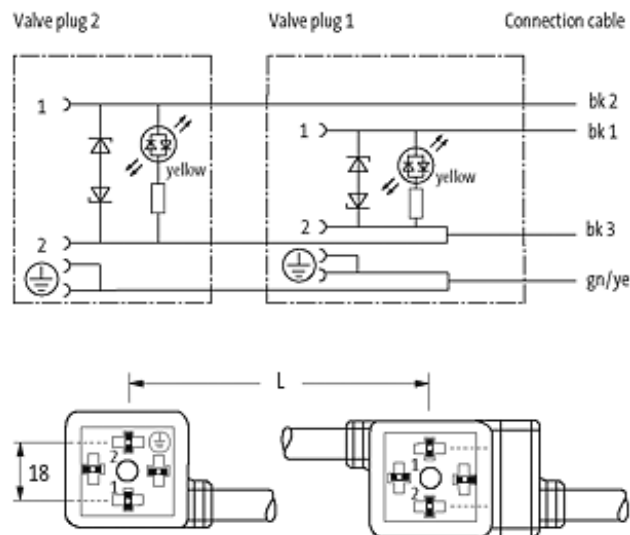 Valve plug 2 Valve plug 1 Connection cable
1 bk 2
1 bk 1
yellow yellow
2 2 bk 3
gn/ye
L
18 2 1 1 2